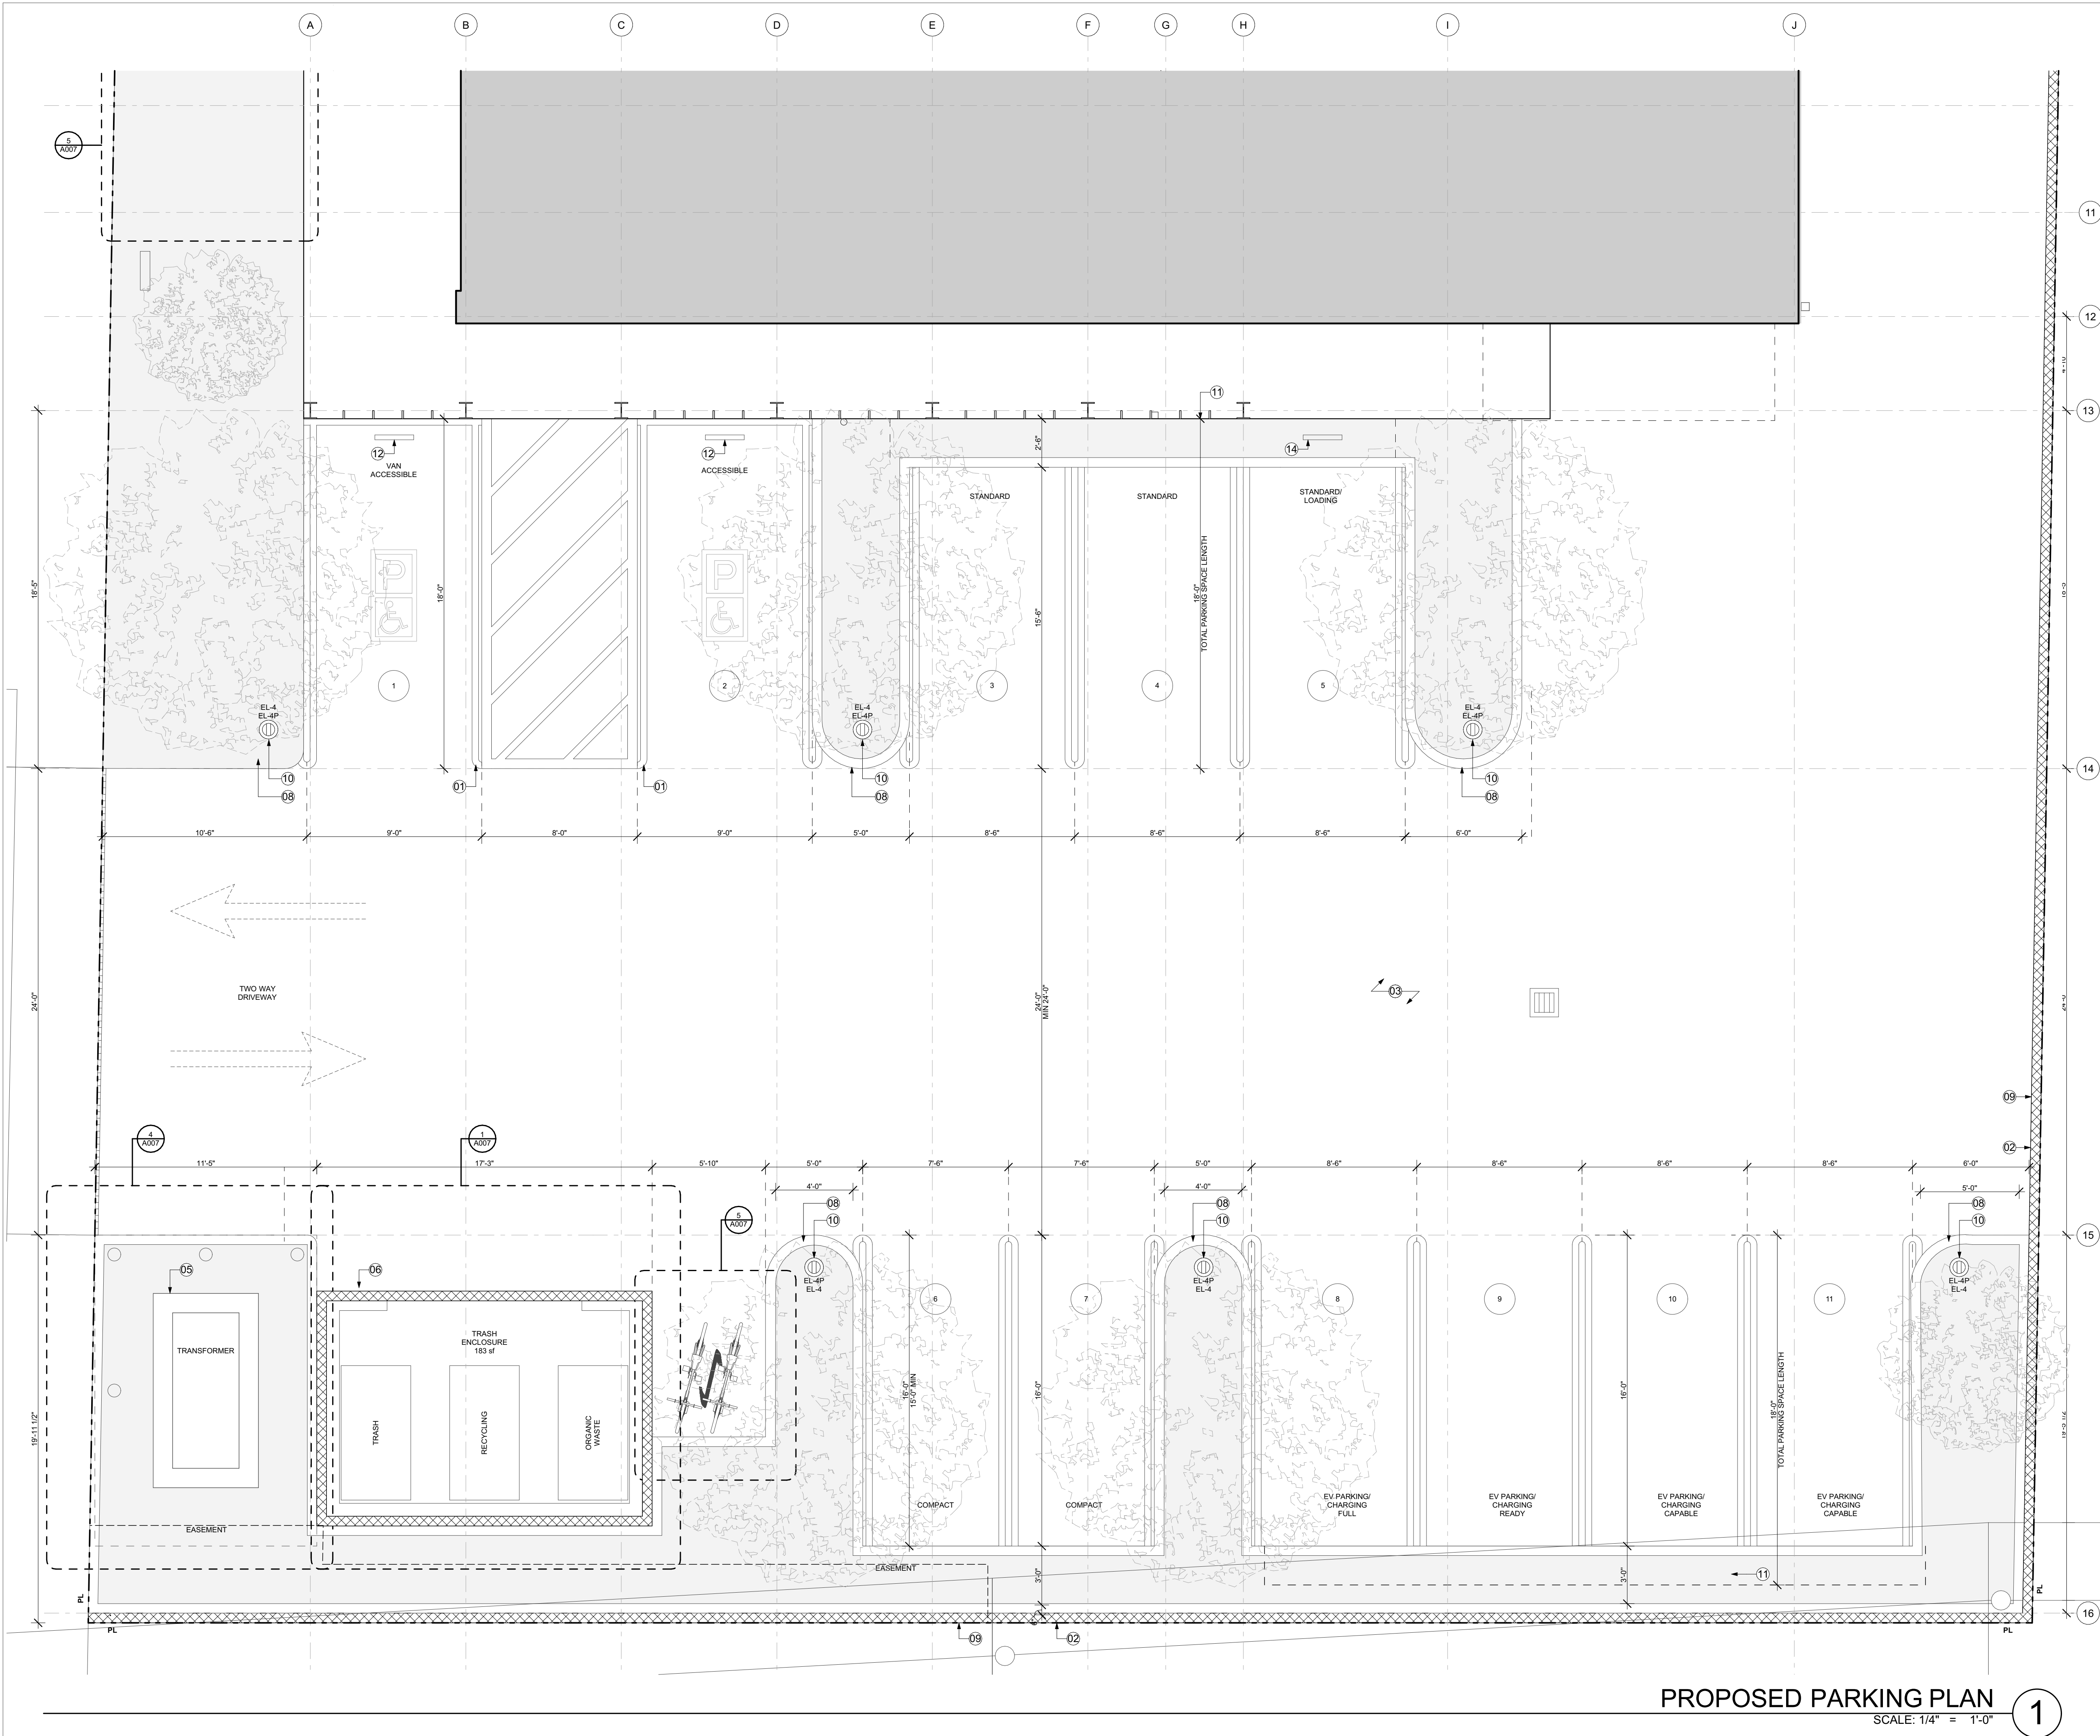 A B C D E F G H I J
5
A007
11
12
13
11
2'-6"
12
VAN
ACCESSIBLE
12
ACCESSIBLE
14
STANDARD
STANDARD
STANDARD/
LOADING
18'-5"
18'-0"
P
P
15'-6"
18'-0"
TOTAL PARKING SPACE LENGTH
1
2
3
4
5
EL-4
EL-4P
EL-4
EL-4P
EL-4
EL-4P
10
08
01
01
10
08
10
08
14
10'-6" 9'-0" 8'-0" 9'-0" 5'-0" 8'-6" 8'-6" 8'-6" 6'-0"
24'-0"
TWO WAY
DRIVEWAY
24'-0"
MIN 24'-0"
03
09
02
4
A007
1
A007
11'-5" 17'-3" 5'-10" 5'-0" 7'-6" 7'-6" 5'-0" 8'-6" 8'-6" 8'-6" 8'-6" 6'-0"
4'-0"
4'-0"
5'-0"
08
10
08
10
08
10
5
A007
15
05
06
EL-4P
EL-4
EL-4P
EL-4
EL-4P
EL-4
6
7
8
9
10
11
TRANSFORMER
TRASH
ENCLOSURE
183 sf
TRASH
RECYCLING
ORGANIC
WASTE
19'-11 1/2"
16'-0"
15'-0" MIN
16'-0"
16'-0"
18'-0"
TOTAL PARKING SPACE LENGTH
COMPACT
COMPACT
EV PARKING/
CHARGING
FULL
EV PARKING/
CHARGING
READY
EV PARKING/
CHARGING
CAPABLE
EV PARKING/
CHARGING
CAPABLE
EASEMENT
EASEMENT
3'-0"
3'-0"
11
PL
PL
PL
PL
16
09
02
PROPOSED PARKING PLAN
SCALE: 1/4" = 1'-0"
1